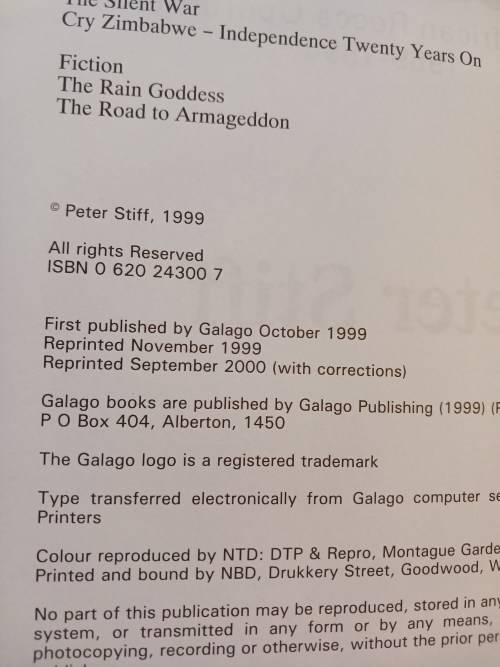 The Silent War
Cry Zimbabwe – Independence Twenty Years On
Fiction
The Rain Goddess
The Road to Armageddon
© Peter Stiff, 1999
All rights Reserved
ISBN 0 620 24300 7
First published by Galago October 1999
Reprinted November 1999
Reprinted September 2000 (with corrections)
Galago books are published by Galago Publishing (1999)
P O Box 404, Alberton, 1450
The Galago logo is a registered trademark
Type transferred electronically from Galago computer
Printers
Colour reproduced by NTD: DTP & Repro, Montague
Printed and bound by NBD, Drukkery Street, Goodwood,
No part of this publication may be reproduced, stored in any
system, or transmitted in any form or by any means,
photocopying, recording or otherwise, without the prior